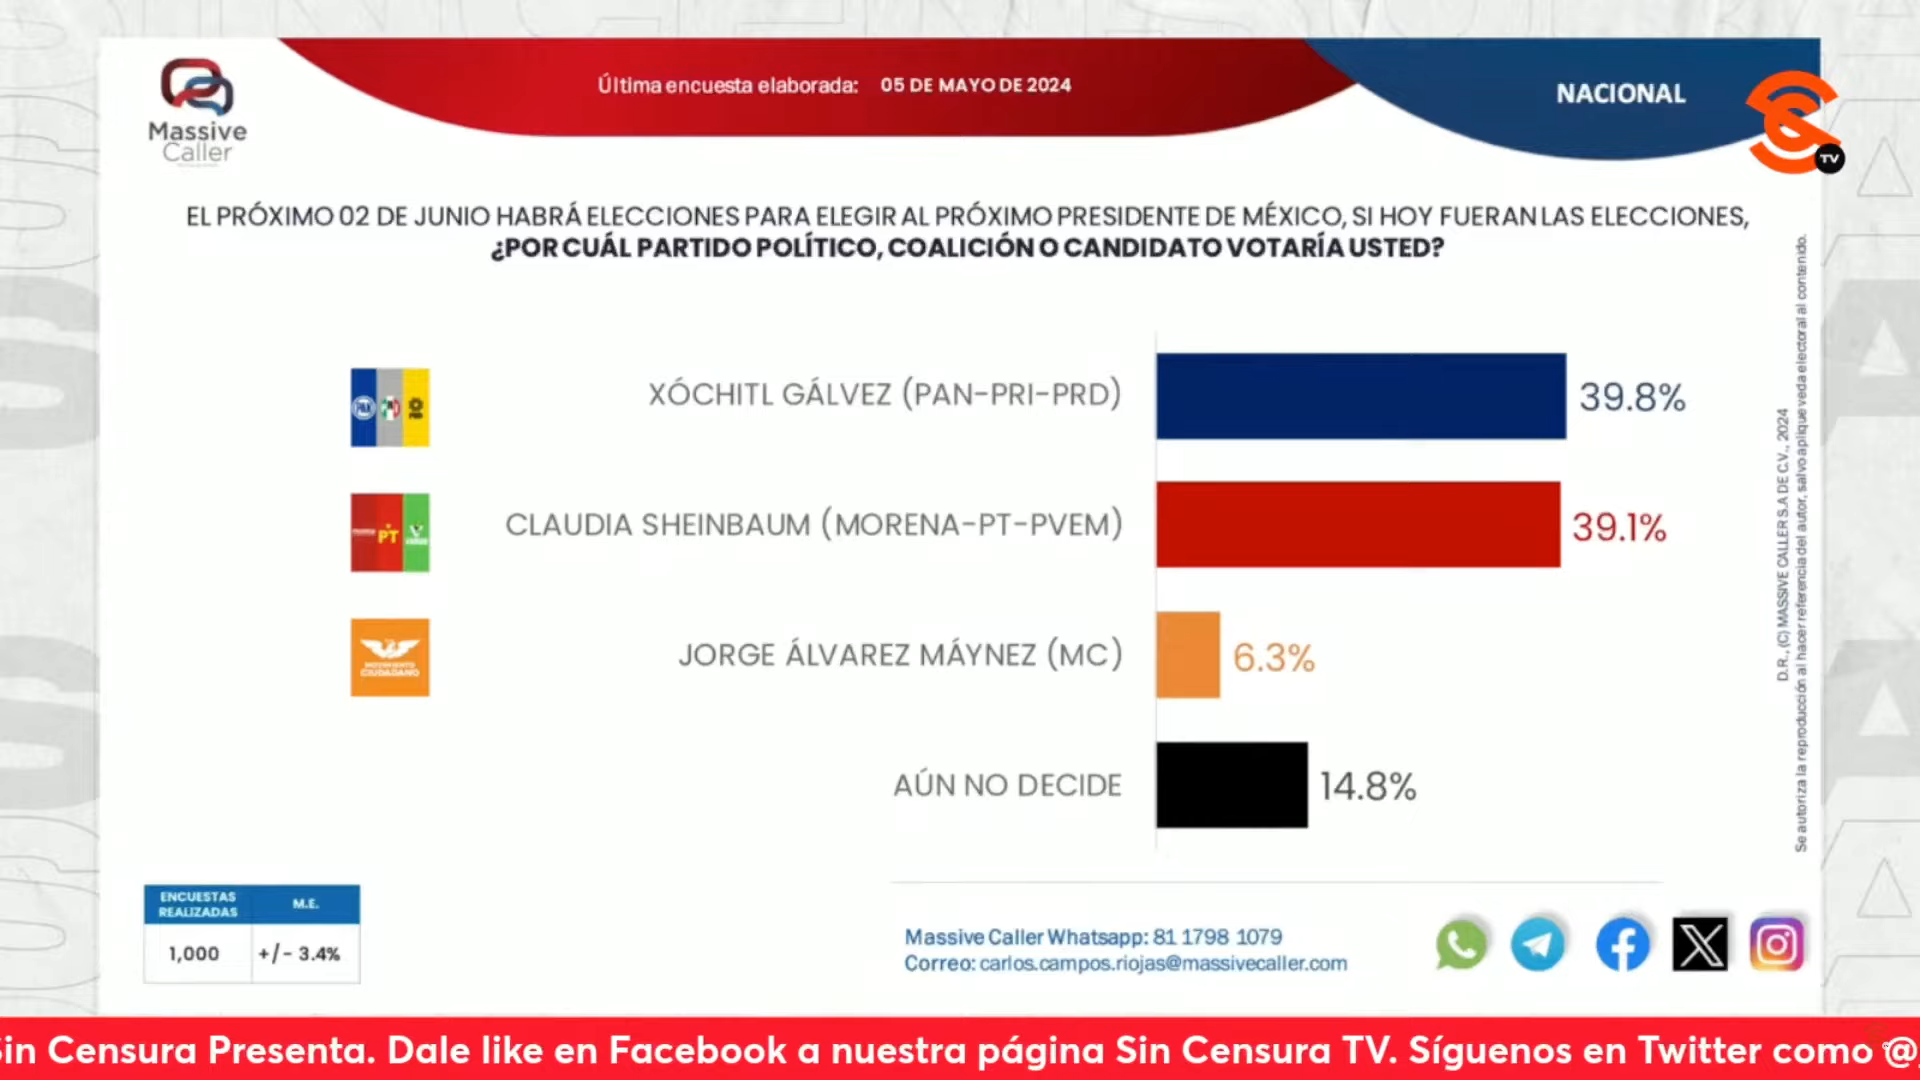 Massive
Caller
Última encuesta elaborada: 05 DE MAYO DE 2024
NACIONAL
TV
EL PRÓXIMO 02 DE JUNIO HABRÁ ELECCIONES PARA ELEGIR AL PRÓXIMO PRESIDENTE DE MÉXICO, SI HOY FUERAN LAS ELECCIONES,
¿POR CUÁL PARTIDO POLÍTICO, COALICIÓN O CANDIDATO VOTARÍA USTED?
XÓCHITL GÁLVEZ (PAN-PRI-PRD) 39.8%
PT
CLAUDIA SHEINBAUM (MORENA-PT-PVEM) 39.1%
MOVIMIENTO
CIUDADANO
JORGE ÁLVAREZ MÁYNEZ (MC) 6.3%
AÚN NO DECIDE 14.8%
D.R., (C) MASSIVE CALLER S.A DE C.V., 2024
Se autoriza la reproducción al hacer referencia del autor, salvo aplique veda electoral al contenido.
ENCUESTAS
REALIZADAS
M.E.
1,000 +/- 3.4%
Massive Caller Whatsapp: 81 1798 1079
Correo: carlos.campos.riojas@massivecaller.com
Sin Censura Presenta. Dale like en Facebook a nuestra página Sin Censura TV. Síguenos en Twitter como @